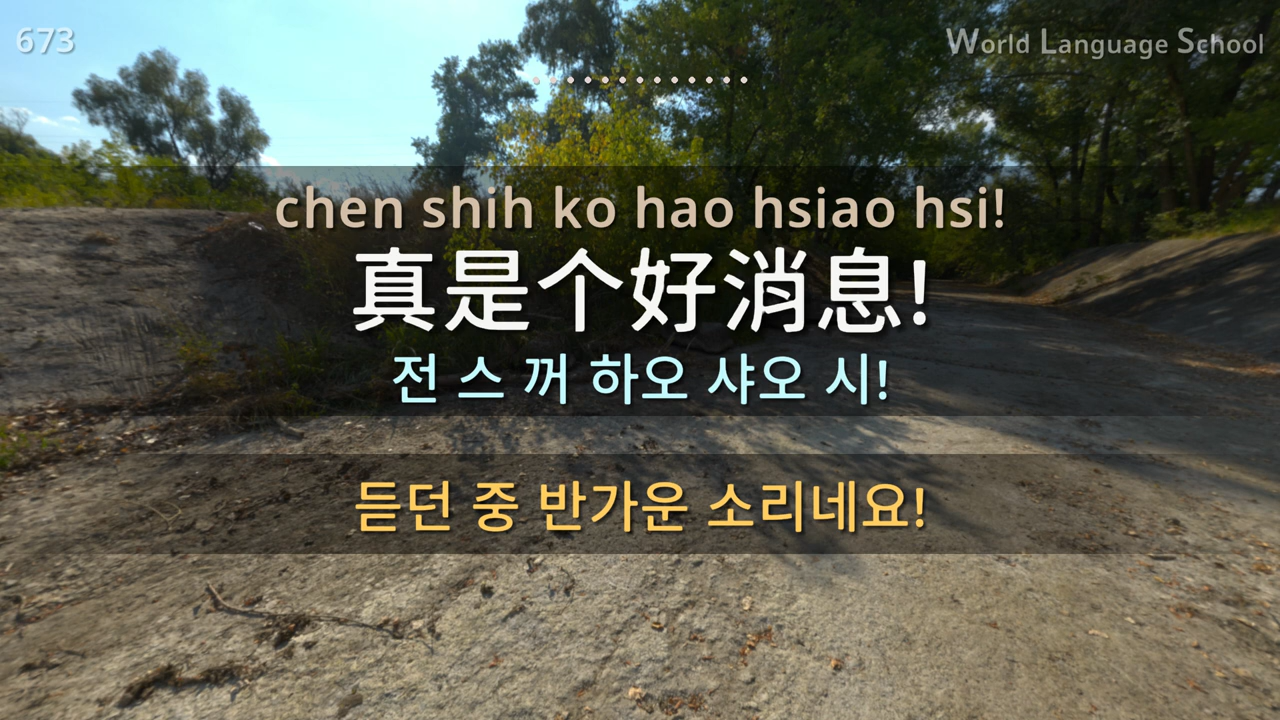 673
World Language School
chen shih ko hao hsiao hsi!
真是个好消息!
전 스 꺼 하오 샤오 시!
듣던 중 반가운 소리네요!